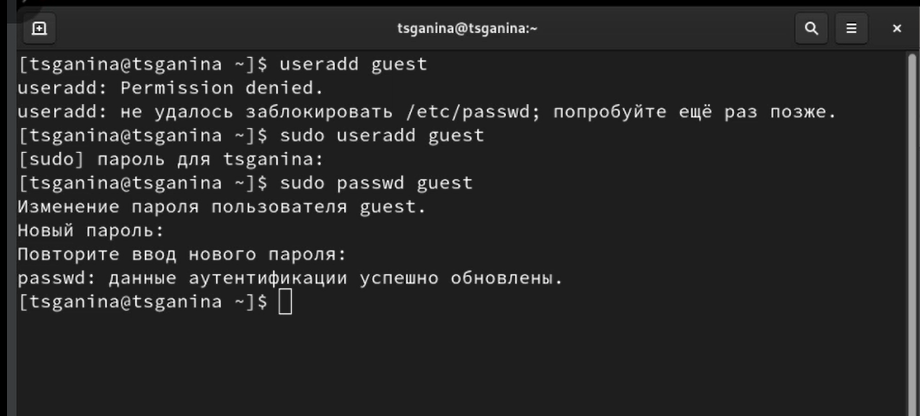 tsganina@tsganina:~
[tsganina@tsganina ~]$ useradd guest
useradd: Permission denied.
useradd: не удалось заблокировать /etc/passwd; попробуйте ещё раз позже.
[tsganina@tsganina ~]$ sudo useradd guest
[sudo] пароль для tsganina:
[tsganina@tsganina ~]$ sudo passwd guest
Изменение пароля пользователя guest.
Новый пароль:
Повторите ввод нового пароля:
passwd: данные аутентификации успешно обновлены.
[tsganina@tsganina ~]$